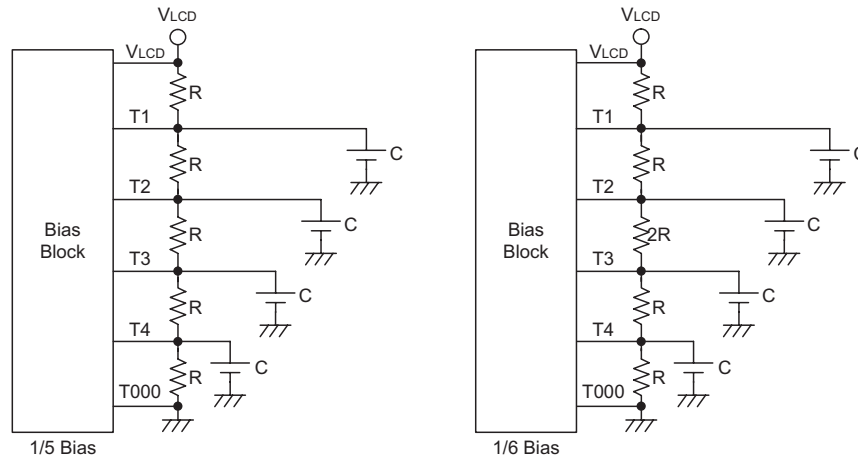 VLCD
VLCD
R
T1
C
R
T2
C
R
Bias
Block
T3
C
R
T4
C
R
T000
1/5 Bias
VLCD
VLCD
R
T1
C
R
T2
C
2R
Bias
Block
T3
C
R
T4
C
R
T000
1/6 Bias